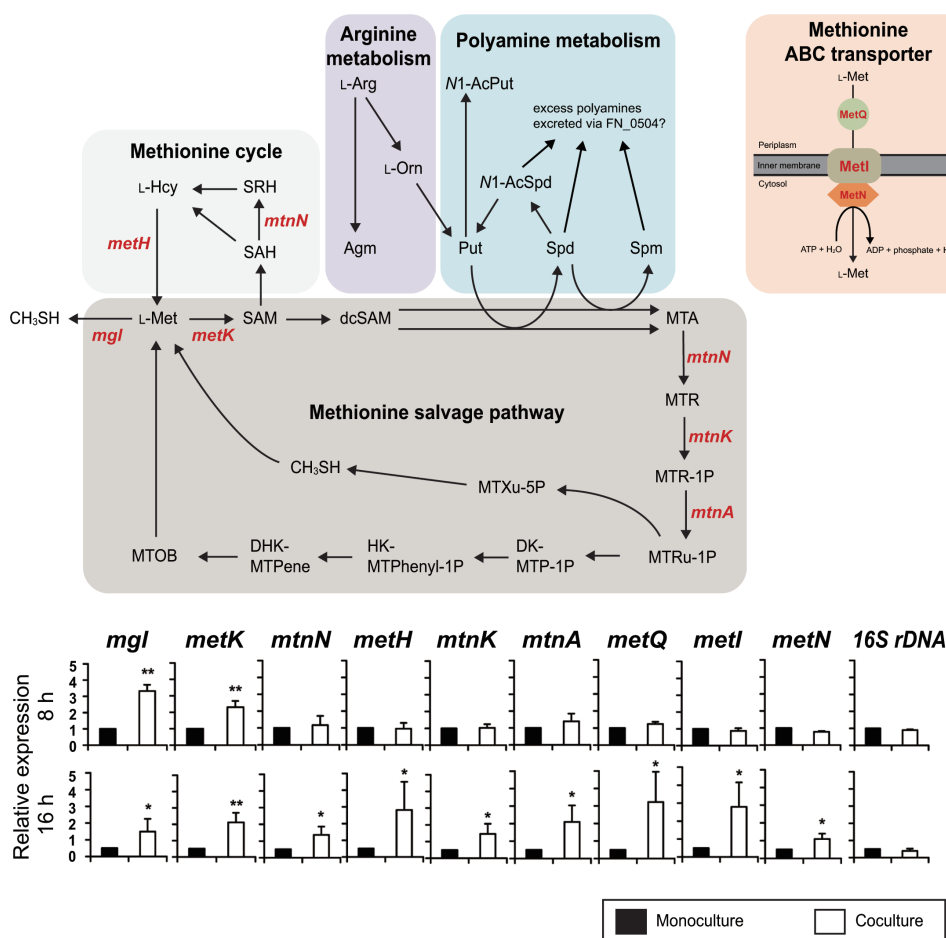 Arginine
metabolism
L-Arg
L-Orn
Agm
Polyamine metabolism
N1-AcPut
excess polyamines
excreted via FN_0504?
N1-AcSpd
Put
Spd
Spm
Methionine
ABC transporter
L-Met
MetQ
Periplasm
Inner membrane
MetI
Cytosol
MetN
ATP + H₂O
ADP + phosphate + H
L-Met
Methionine cycle
L-Hcy
SRH
mtnN
metH
SAH
CH₃SH
mgl
L-Met
metK
SAM
dcSAM
MTA
mtnN
MTR
mtnK
Methionine salvage pathway
CH₃SH
MTXu-5P
MTR-1P
mtnA
MTOB
DHK-
MTPene
HK-
MTPhenyl-1P
DK-
MTP-1P
MTRu-1P
mgl metK mtnN metH mtnK mtnA metQ metI metN 16S rDNA
Relative expression
8 h
5
4
3
2
1
0
** **
16 h
5
4
3
2
1
0
* ** * * * * * * *
Monoculture
Coculture